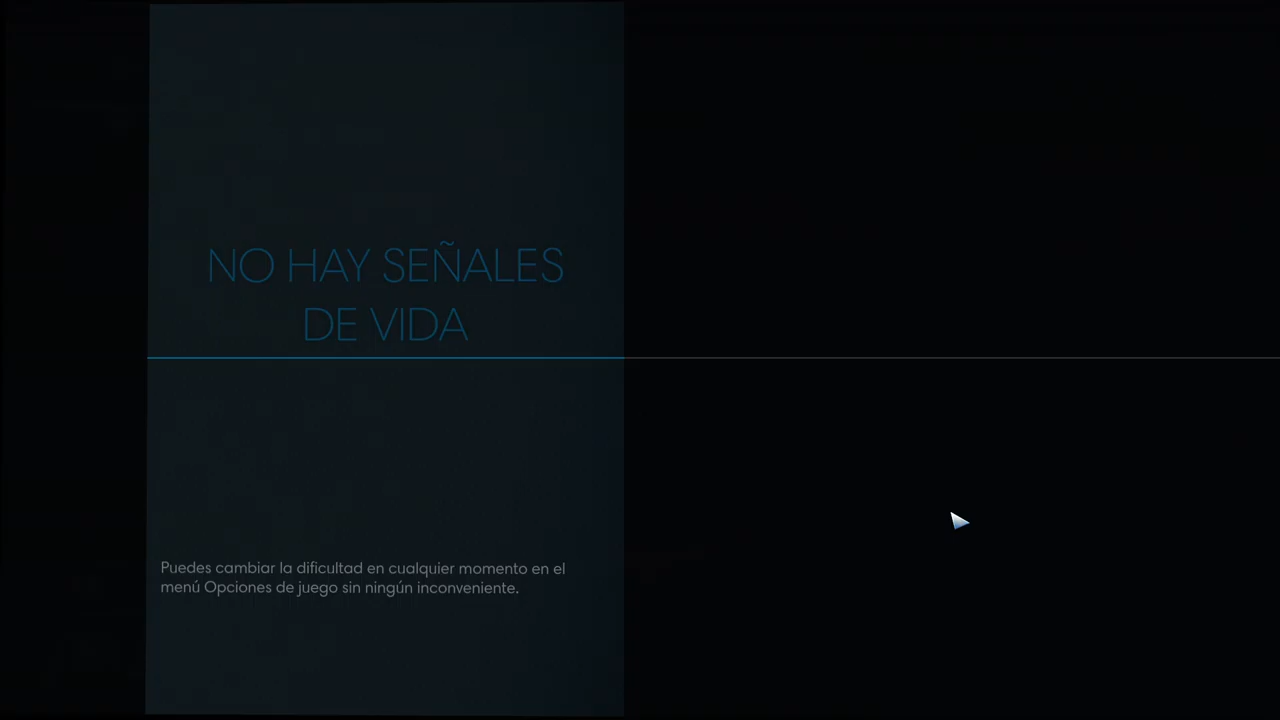 NO HAY SEÑALES
DE VIDA
Puedes cambiar la dificultad en cualquier momento en el
menú Opciones de juego sin ningún inconveniente.